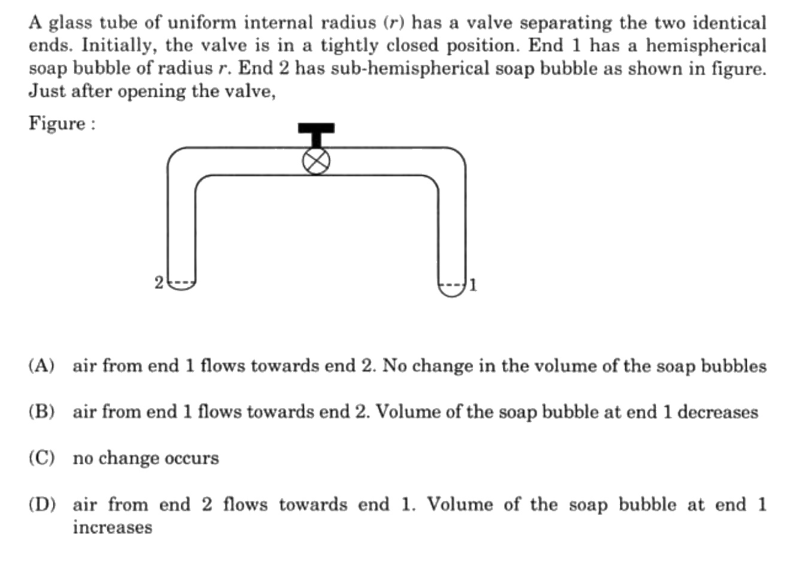 A glass tube of uniform internal radius (r) has a valve separating the two identical
ends. Initially, the valve is in a tightly closed position. End 1 has a hemispherical
soap bubble of radius r. End 2 has sub-hemispherical soap bubble as shown in figure.
Just after opening the valve,
Figure :
2
1
(A) air from end 1 flows towards end 2. No change in the volume of the soap bubbles
(B) air from end 1 flows towards end 2. Volume of the soap bubble at end 1 decreases
(C) no change occurs
(D) air from end 2 flows towards end 1. Volume of the soap bubble at end 1
increases